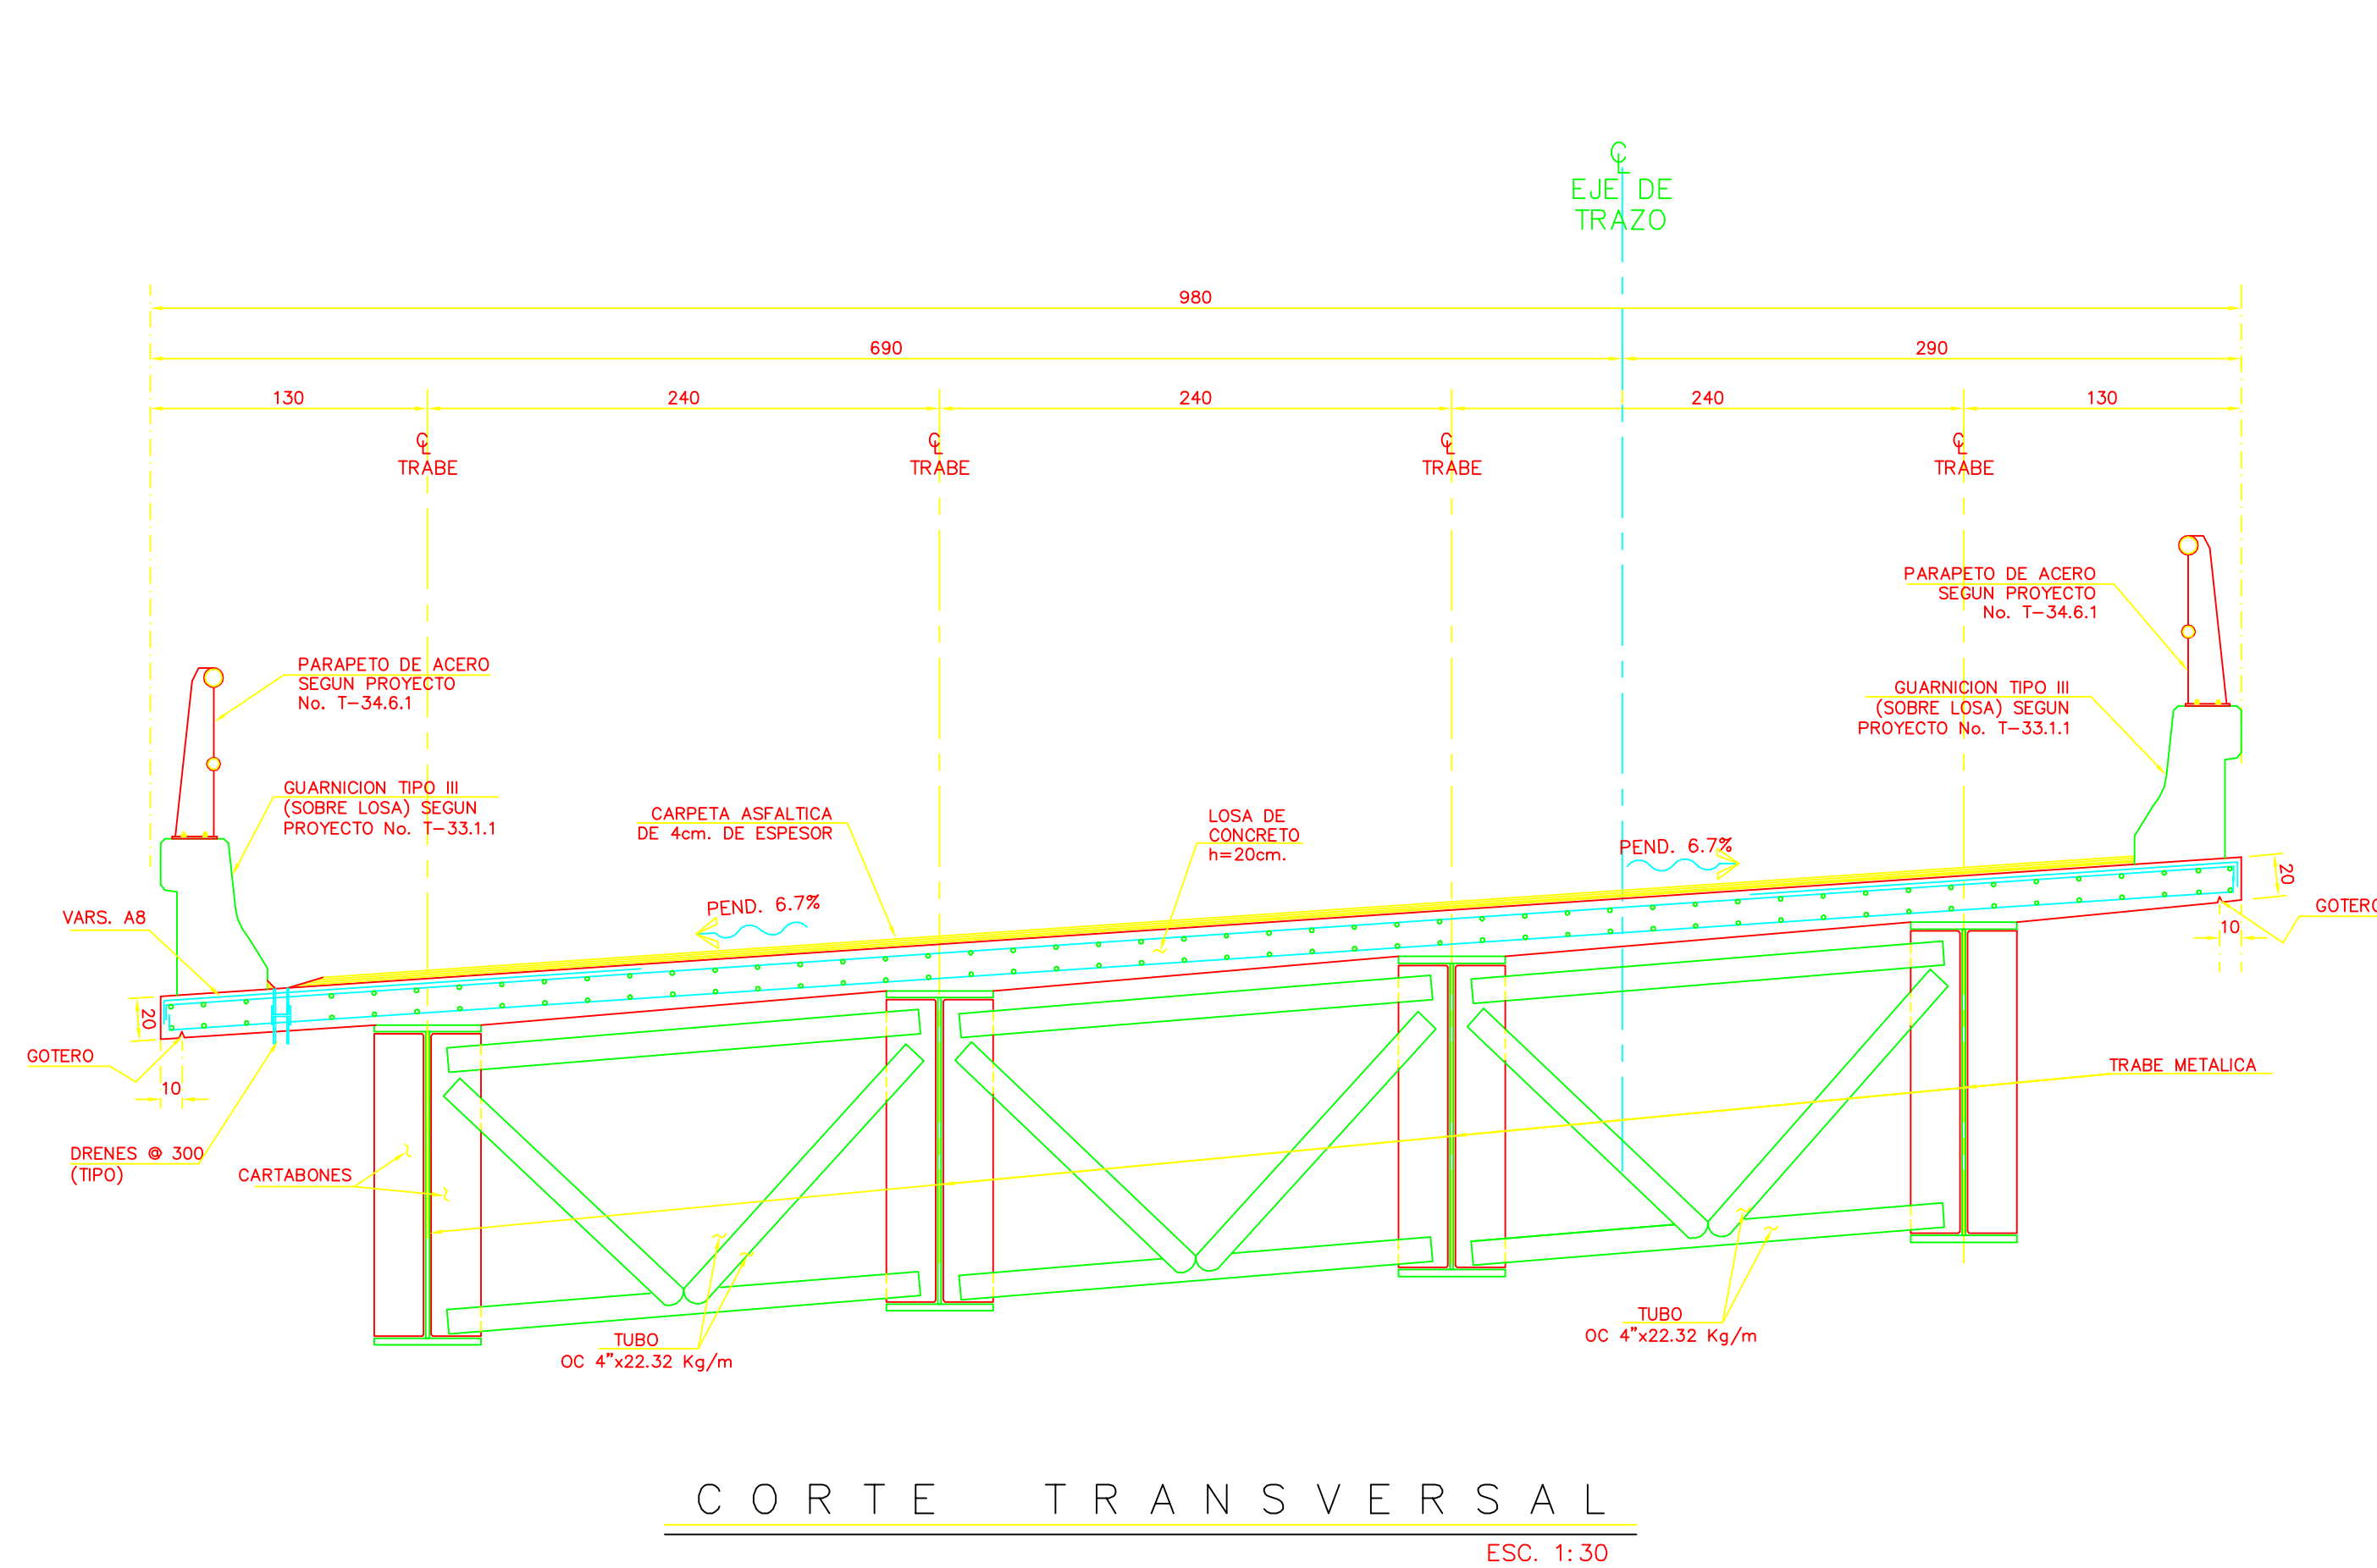 ℄
EJE DE
TRAZO
980
690
290
130
240
240
240
130
℄
TRABE
℄
TRABE
℄
TRABE
℄
TRABE
PARAPETO DE ACERO
SEGUN PROYECTO
No. T-34.6.1
GUARNICION TIPO III
(SOBRE LOSA) SEGUN
PROYECTO No. T-33.1.1
PARAPETO DE ACERO
SEGUN PROYECTO
No. T-34.6.1
GUARNICION TIPO III
(SOBRE LOSA) SEGUN
PROYECTO No. T-33.1.1
CARPETA ASFALTICA
DE 4cm. DE ESPESOR
LOSA DE
CONCRETO
h=20cm.
PEND. 6.7%
PEND. 6.7%
VARS. A8
20
GOTERO
10
20
GOTERO
10
DRENES @ 300
(TIPO)
CARTABONES
TRABE METALICA
TUBO
OC 4"x22.32 Kg/m
TUBO
OC 4"x22.32 Kg/m
CORTE TRANSVERSAL
ESC. 1:30